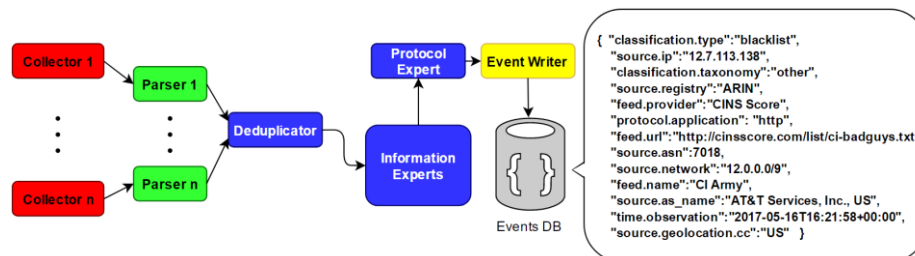 Collector 1
Parser 1
Collector n
Parser n
Deduplicator
Information
Experts
Protocol
Expert
Event Writer
{ }
Events DB
{ "classification.type":"blacklist",
"source.ip":"12.7.113.138",
"classification.taxonomy":"other",
"source.registry":"ARIN",
"feed.provider":"CINS Score",
"protocol.application": "http",
"feed.url":"http://cinsscore.com/list/ci-badguys.txt
"source.asn":7018,
"source.network":"12.0.0.0/9",
"feed.name":"CI Army",
"source.as_name":"AT&T Services, Inc., US",
"time.observation":"2017-05-16T16:21:58+00:00",
"source.geolocation.cc":"US" }